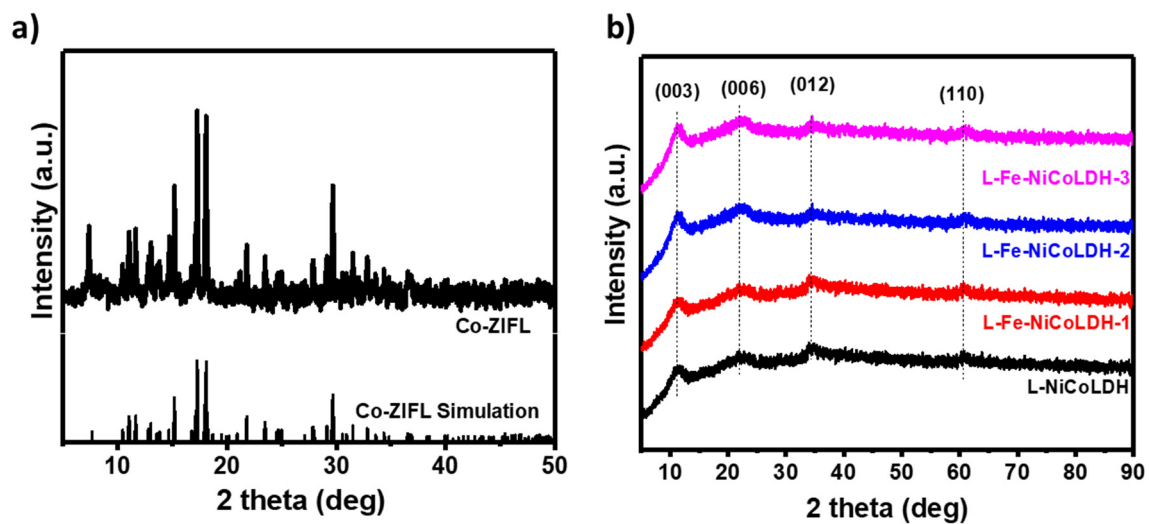 a)
Intensity (a.u.)
Co-ZIFL
Co-ZIFL Simulation
10 20 30 40 50
2 theta (deg)
b)
Intensity (a.u.)
(003) (006) (012) (110)
L-Fe-NiCoLDH-3
L-Fe-NiCoLDH-2
L-Fe-NiCoLDH-1
L-NiCoLDH
10 20 30 40 50 60 70 80 90
2 theta (deg)